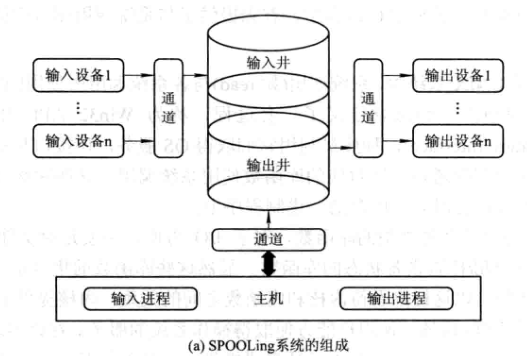 输入设备1
⋮
输入设备n
通道
输入井
输出井
通道
输出设备1
⋮
输出设备n
通道
输入进程 主机 输出进程
(a) SPOOLing系统的组成